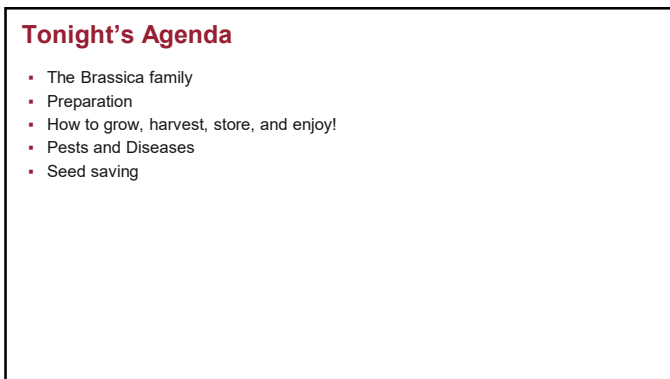 Tonight's Agenda
▪ The Brassica family
▪ Preparation
▪ How to grow, harvest, store, and enjoy!
▪ Pests and Diseases
▪ Seed saving